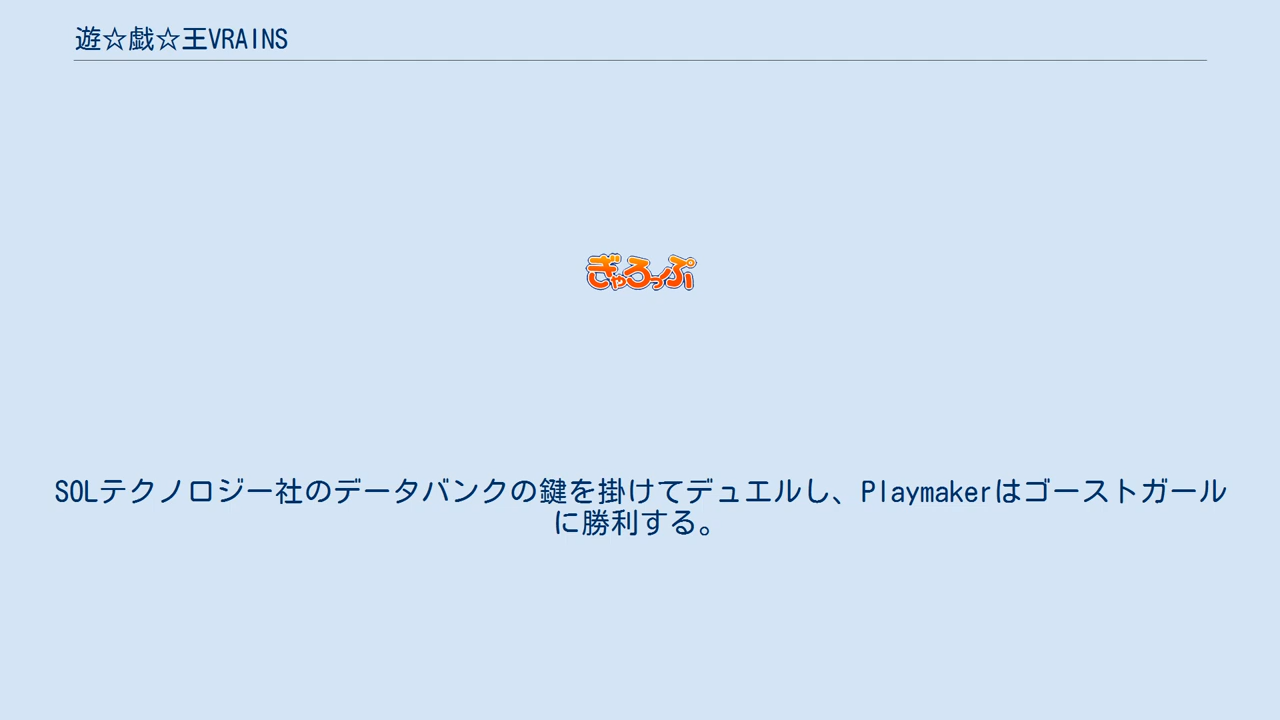 遊☆戯☆王VRAINS
ぎゃろっぷ
SOLテクノロジー社のデータバンクの鍵を掛けてデュエルし、Playmakerはゴーストガール
に勝利する。